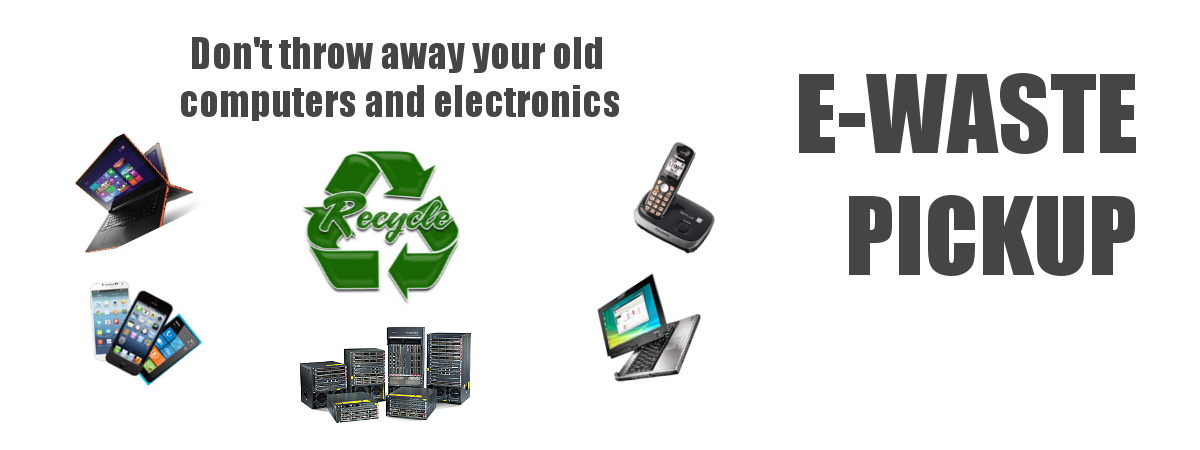 Don't throw away your old
computers and electronics
Recycle
E-WASTE
PICKUP